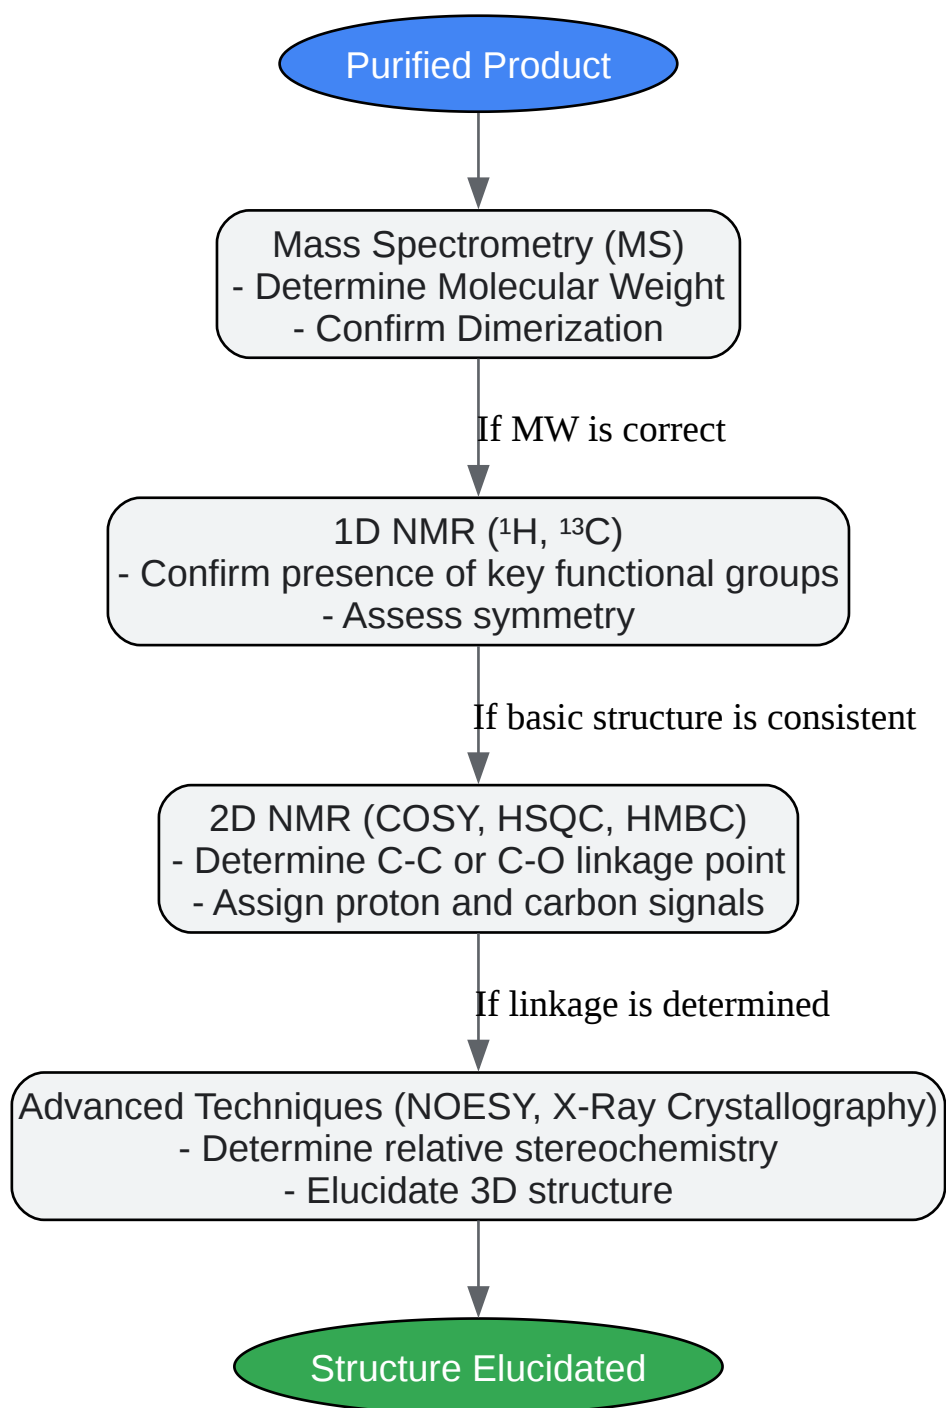 Purified Product
Mass Spectrometry (MS)
- Determine Molecular Weight
- Confirm Dimerization
If MW is correct
1D NMR (¹H, ¹³C)
- Confirm presence of key functional groups
- Assess symmetry
If basic structure is consistent
2D NMR (COSY, HSQC, HMBC)
- Determine C-C or C-O linkage point
- Assign proton and carbon signals
If linkage is determined
Advanced Techniques (NOESY, X-Ray Crystallography)
- Determine relative stereochemistry
- Elucidate 3D structure
Structure Elucidated